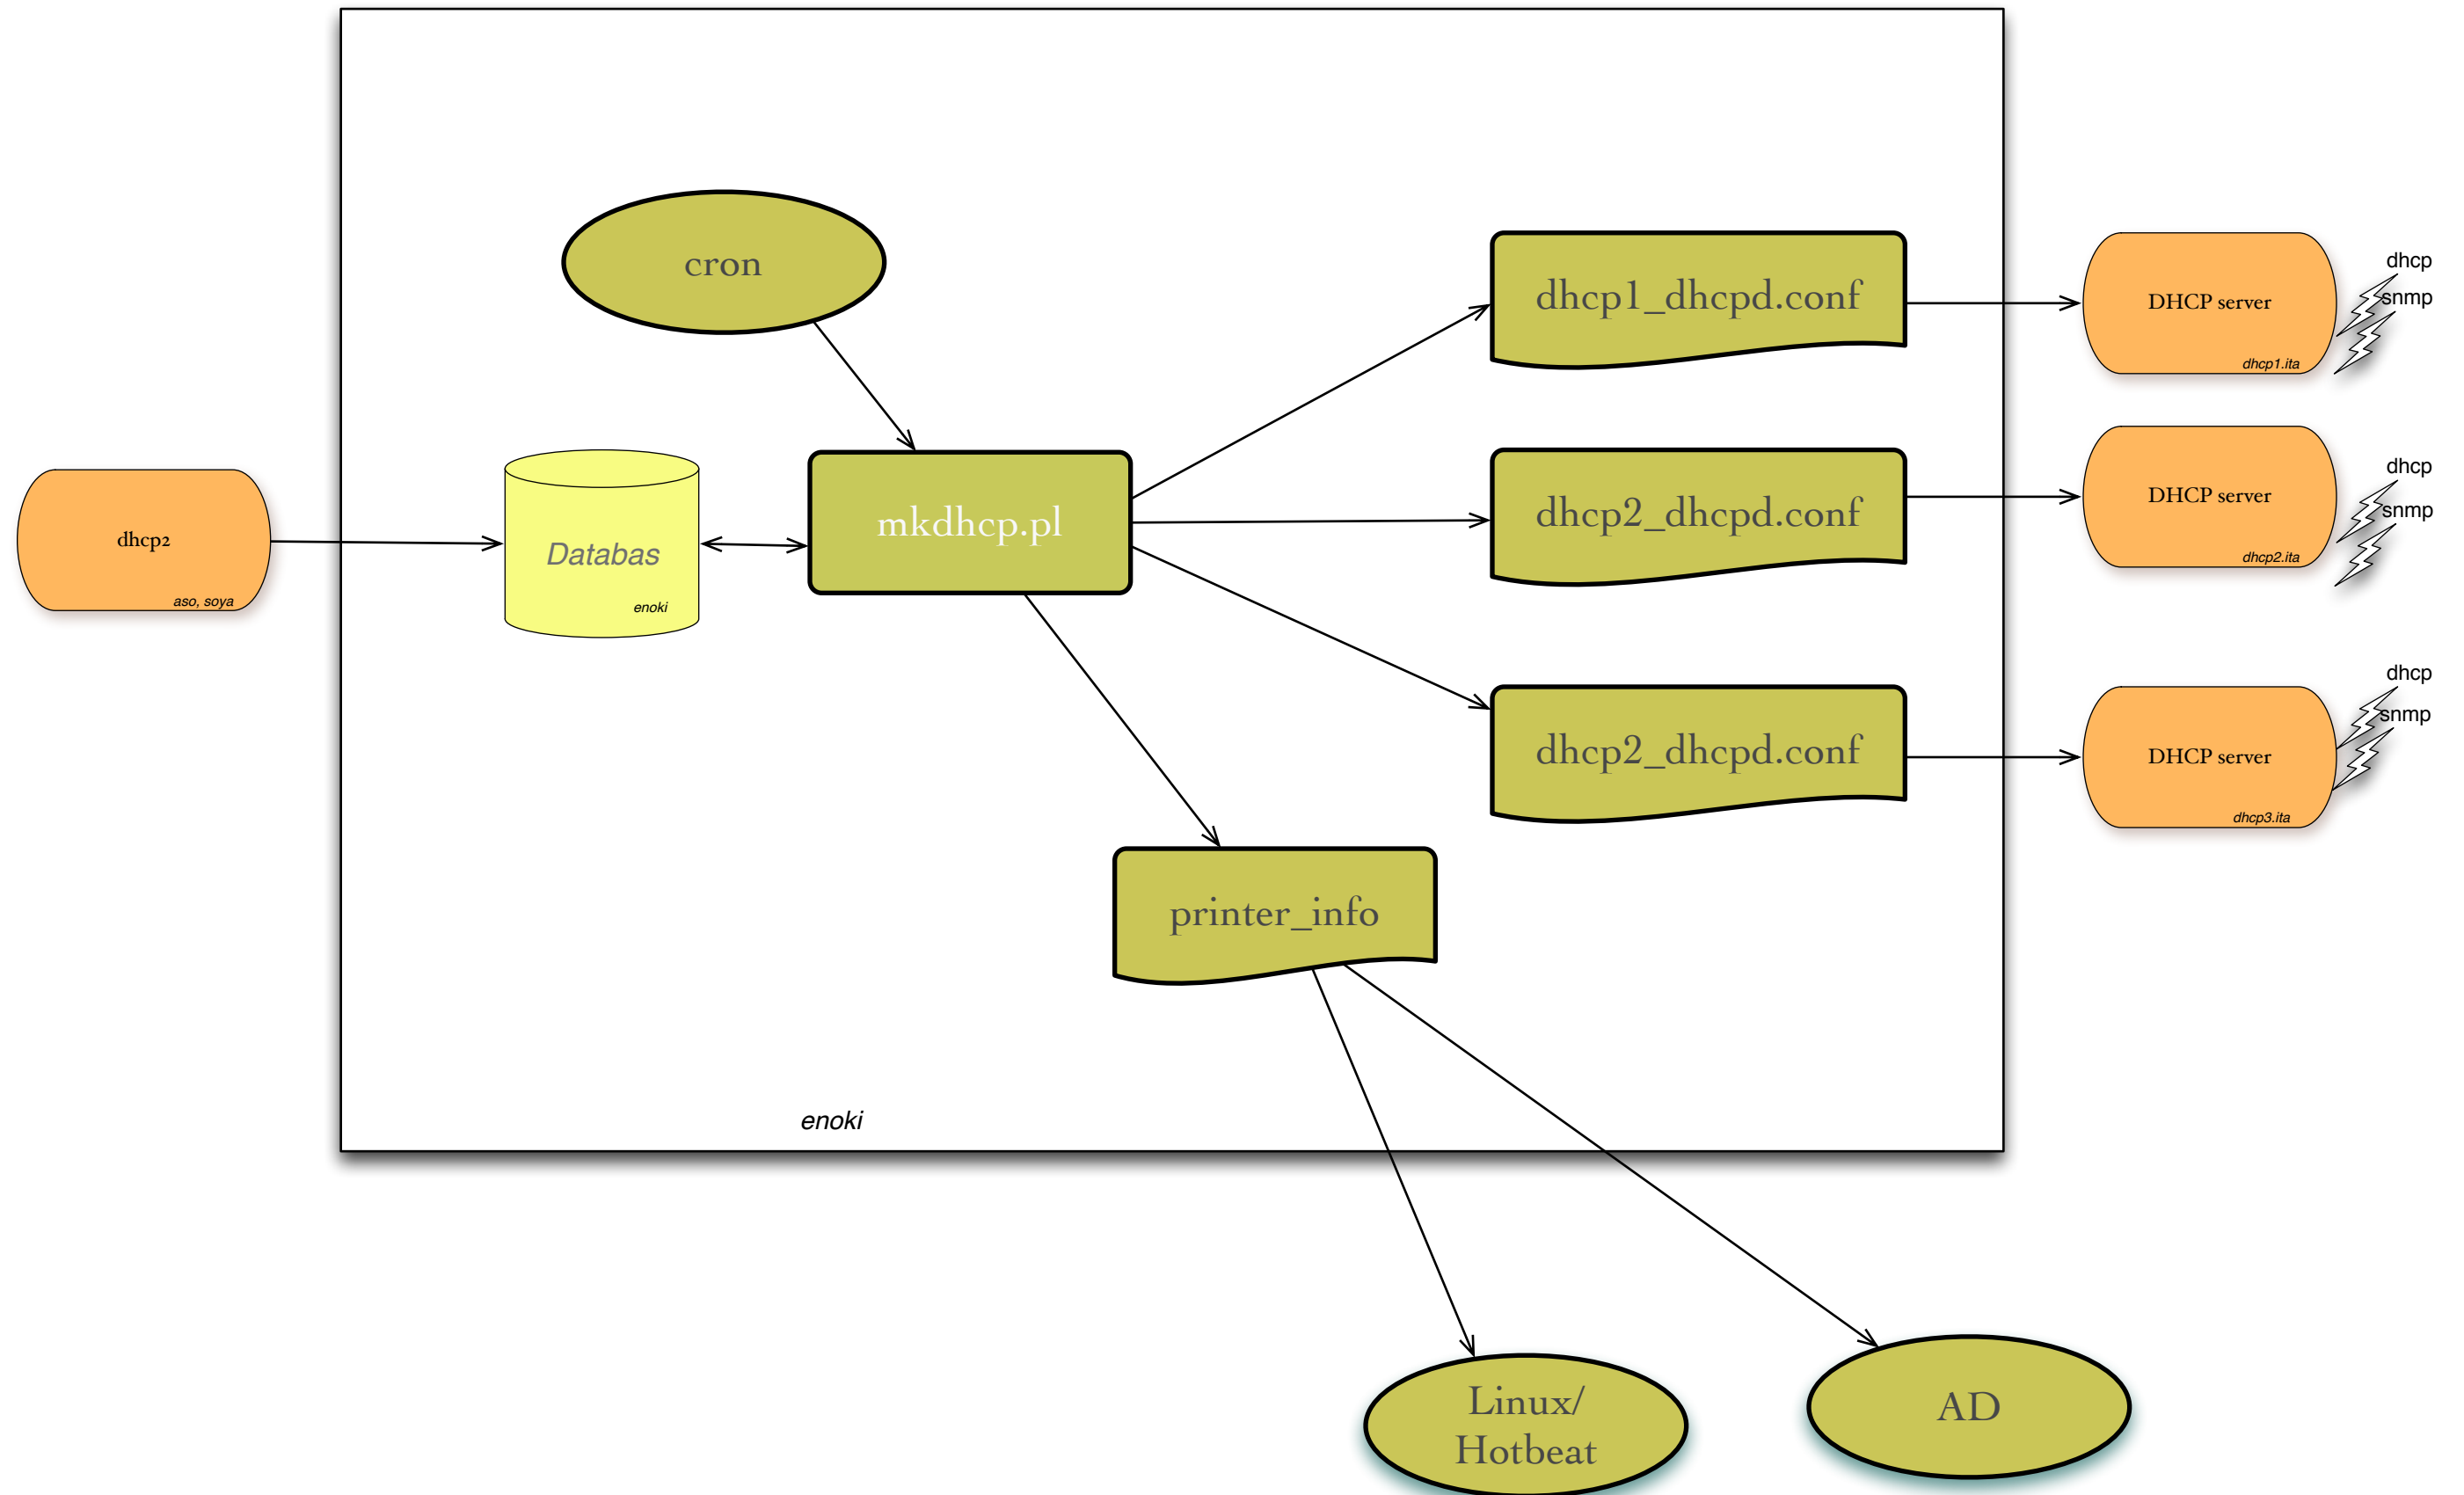 cron
dhcp1_dhcpd.conf
DHCP server
dhcp1.ita
dhcp
snmp
dhcp2
aso, soya
Databas
enoki
mkdhcp.pl
dhcp2_dhcpd.conf
DHCP server
dhcp2.ita
dhcp
snmp
dhcp2_dhcpd.conf
DHCP server
dhcp3.ita
dhcp
snmp
printer_info
enoki
Linux/
Hotbeat
AD